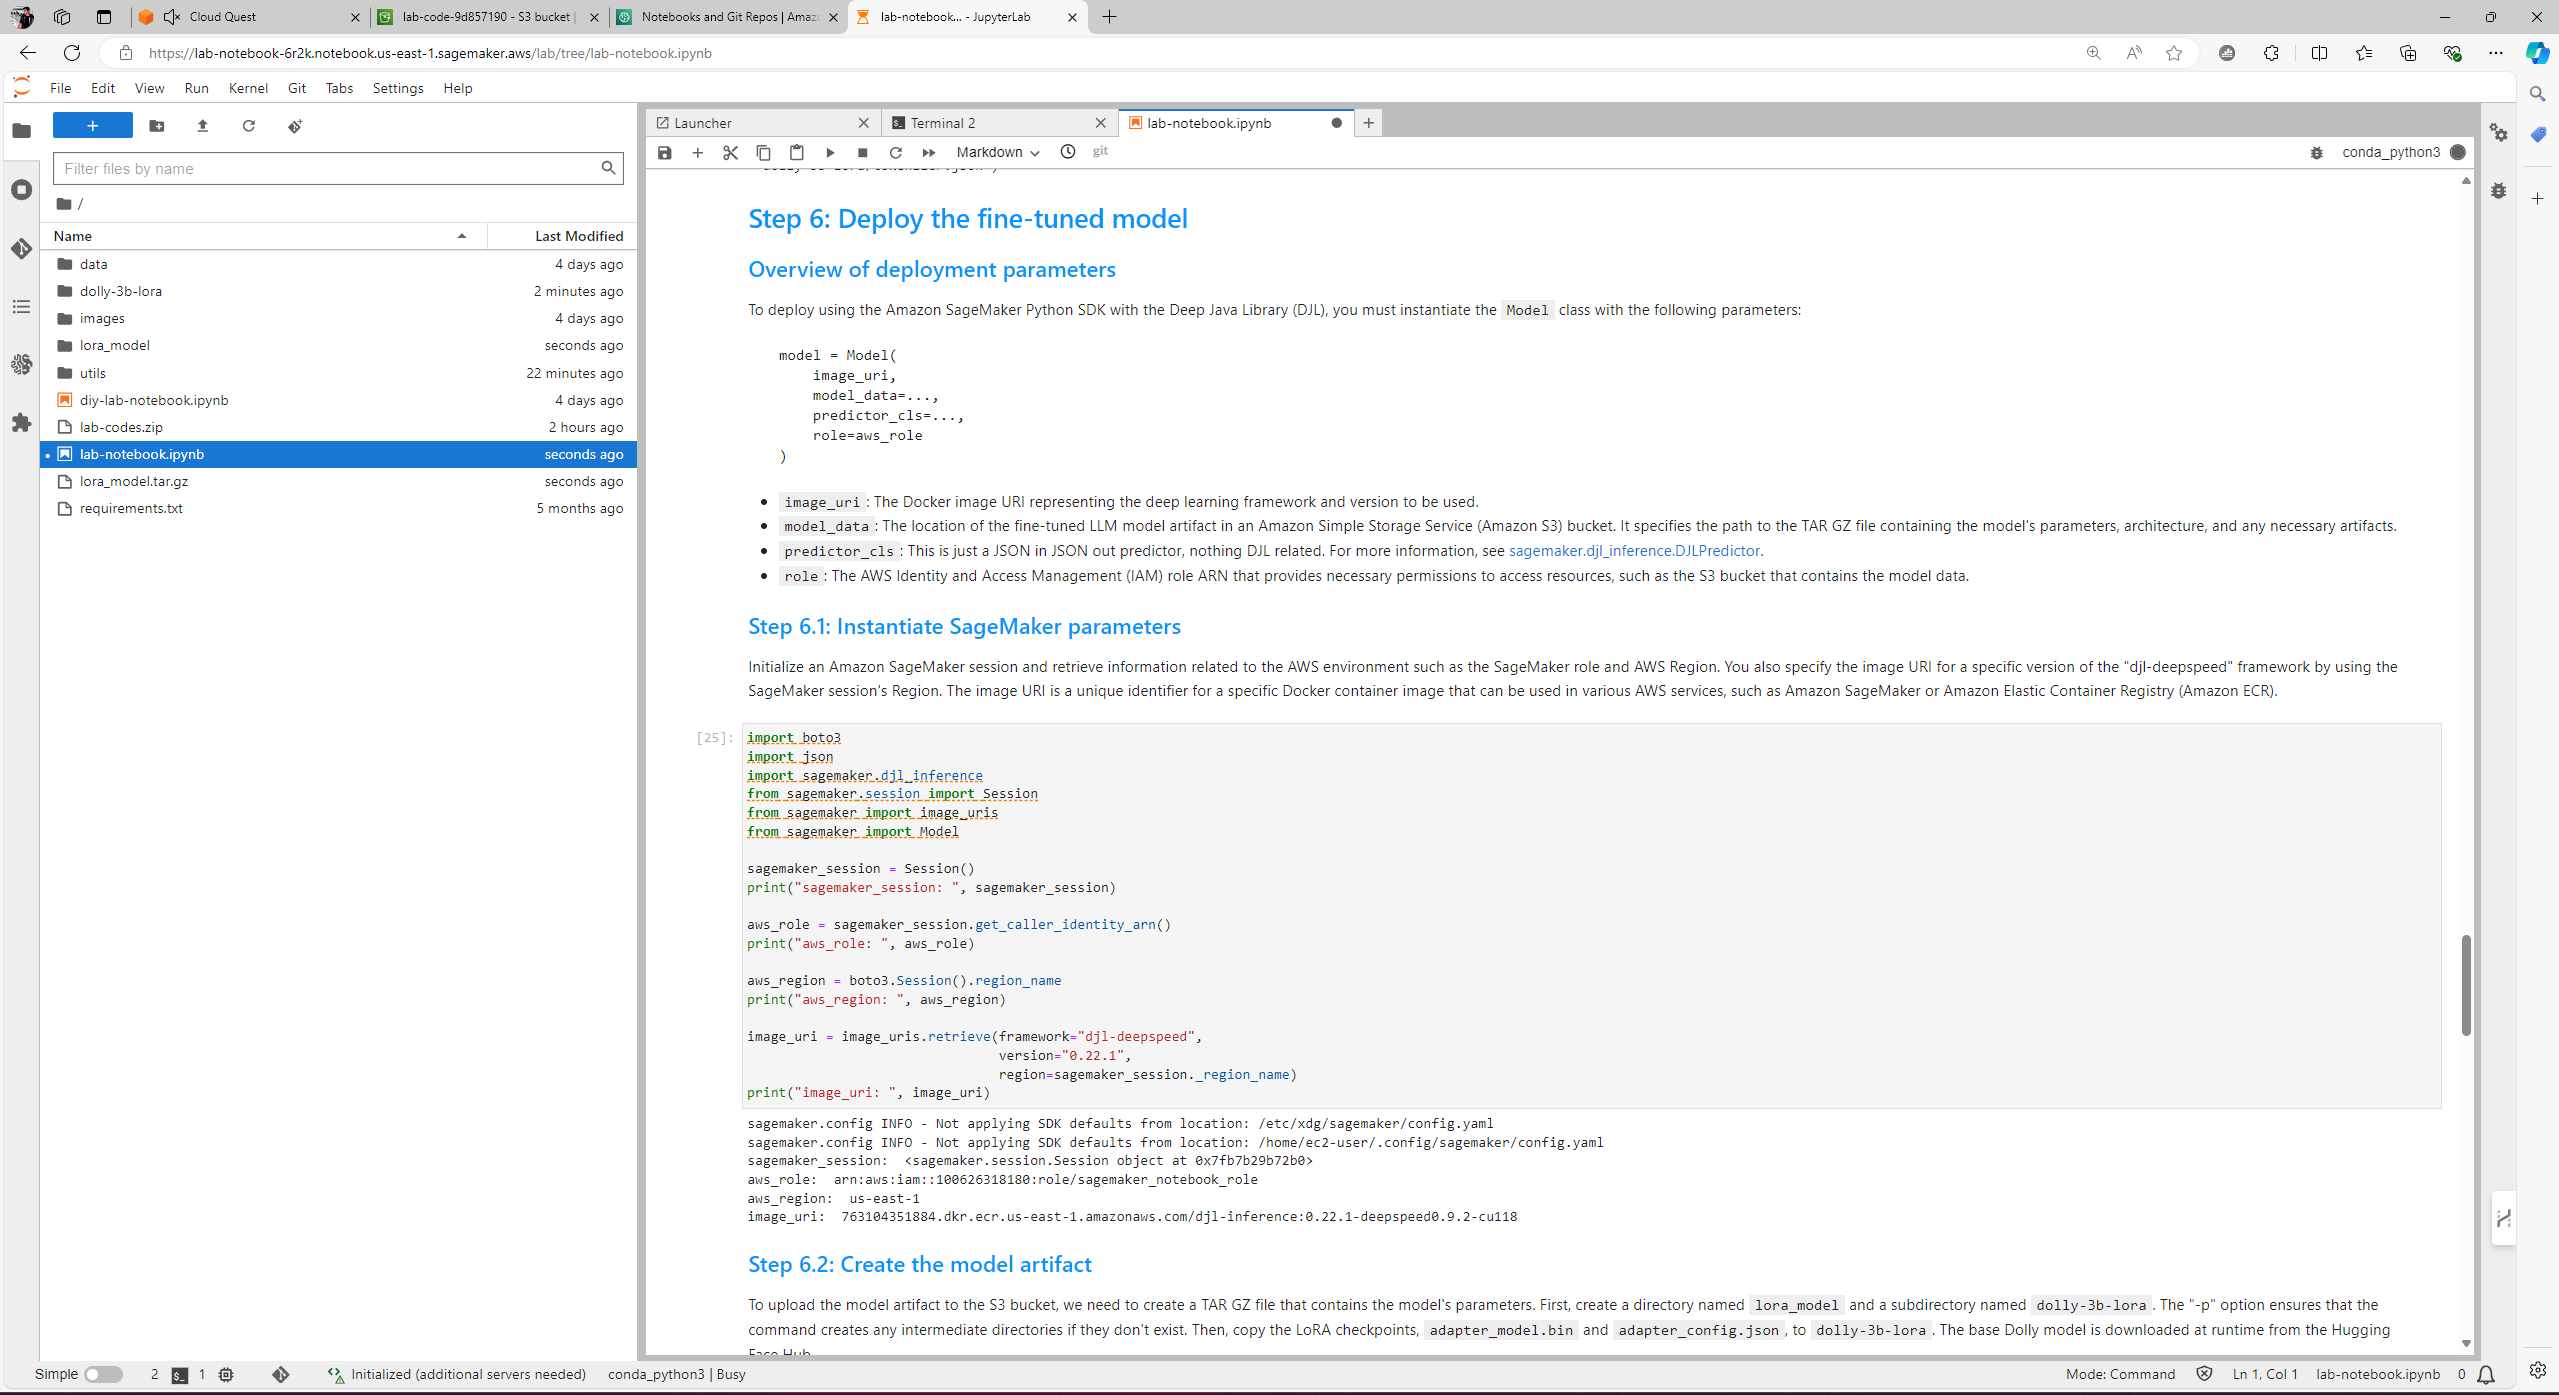 Cloud Quest
lab-code-9d857190 - S3 bucket |
Notebooks and Git Repos | Amaz
lab-notebook... - JupyterLab
https://lab-notebook-6r2k.notebook.us-east-1.sagemaker.aws/lab/tree/lab-notebook.ipynb
File Edit View Run Kernel Git Tabs Settings Help
Launcher
Terminal 2
lab-notebook.ipynb
Markdown
git
conda_python3
Filter files by name
/
Name Last Modified
data 4 days ago
dolly-3b-lora 2 minutes ago
images 4 days ago
lora_model seconds ago
utils 22 minutes ago
diy-lab-notebook.ipynb 4 days ago
lab-codes.zip 2 hours ago
lab-notebook.ipynb seconds ago
lora_model.tar.gz seconds ago
requirements.txt 5 months ago
Step 6: Deploy the fine-tuned model
Overview of deployment parameters
To deploy using the Amazon SageMaker Python SDK with the Deep Java Library (DJL), you must instantiate the Model class with the following parameters:
model = Model(
image_uri,
model_data=...,
predictor_cls=...,
role=aws_role
)
image_uri : The Docker image URI representing the deep learning framework and version to be used.
model_data : The location of the fine-tuned LLM model artifact in an Amazon Simple Storage Service (Amazon S3) bucket. It specifies the path to the TAR GZ file containing the model's parameters, architecture, and any necessary artifacts.
predictor_cls : This is just a JSON in JSON out predictor, nothing DJL related. For more information, see sagemaker.djl_inference.DJLPredictor.
role : The AWS Identity and Access Management (IAM) role ARN that provides necessary permissions to access resources, such as the S3 bucket that contains the model data.
Step 6.1: Instantiate SageMaker parameters
Initialize an Amazon SageMaker session and retrieve information related to the AWS environment such as the SageMaker role and AWS Region. You also specify the image URI for a specific version of the "djl-deepspeed" framework by using the
SageMaker session's Region. The image URI is a unique identifier for a specific Docker container image that can be used in various AWS services, such as Amazon SageMaker or Amazon Elastic Container Registry (Amazon ECR).
[25]: import boto3
import json
import sagemaker.djl_inference
from sagemaker.session import Session
from sagemaker import image_uris
from sagemaker import Model
sagemaker_session = Session()
print("sagemaker_session: ", sagemaker_session)
aws_role = sagemaker_session.get_caller_identity_arn()
print("aws_role: ", aws_role)
aws_region = boto3.Session().region_name
print("aws_region: ", aws_region)
image_uri = image_uris.retrieve(framework="djl-deepspeed",
version="0.22.1",
region=sagemaker_session._region_name)
print("image_uri: ", image_uri)
sagemaker.config INFO - Not applying SDK defaults from location: /etc/xdg/sagemaker/config.yaml
sagemaker.config INFO - Not applying SDK defaults from location: /home/ec2-user/.config/sagemaker/config.yaml
sagemaker_session:  <sagemaker.session.Session object at 0x7fb7b29b72b0>
aws_role:  arn:aws:iam::100626318180:role/sagemaker_notebook_role
aws_region:  us-east-1
image_uri:  763104351884.dkr.ecr.us-east-1.amazonaws.com/djl-inference:0.22.1-deepspeed0.9.2-cu118
Step 6.2: Create the model artifact
To upload the model artifact to the S3 bucket, we need to create a TAR GZ file that contains the model's parameters. First, create a directory named lora_model and a subdirectory named dolly-3b-lora . The "-p" option ensures that the
command creates any intermediate directories if they don't exist. Then, copy the LoRA checkpoints, adapter_model.bin and adapter_config.json , to dolly-3b-lora . The base Dolly model is downloaded at runtime from the Hugging
Face Hub
Simple 2 1 Initialized (additional servers needed) conda_python3 | Busy Mode: Command Ln 1, Col 1 lab-notebook.ipynb 0